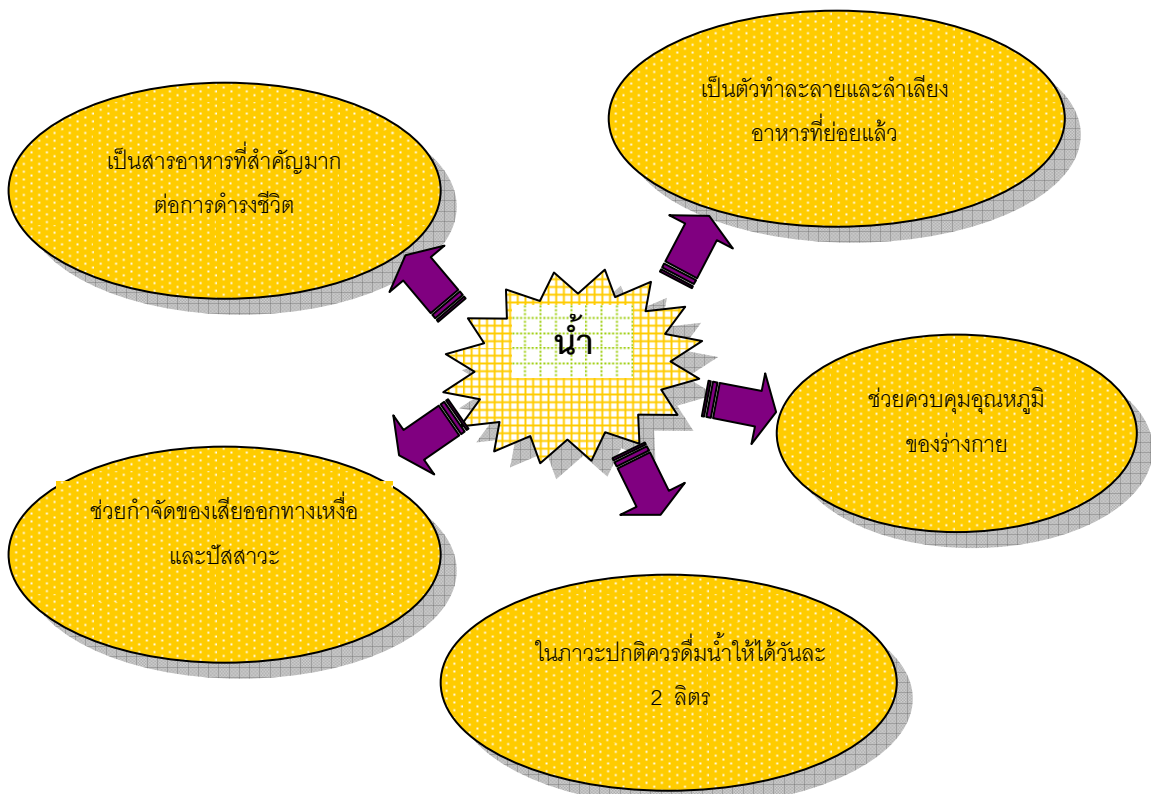 เป็นตัวทำละลายและลำเลียง
อาหารที่ย่อยแล้ว
เป็นสารอาหารที่สำคัญมาก
ต่อการดำรงชีวิต
น้ำ
ช่วยควบคุมอุณหภูมิ
ของร่างกาย
ช่วยกำจัดของเสียออกทางเหงื่อ
และปัสสาวะ
ในภาวะปกติควรดื่มน้ำให้ได้วันละ
2 ลิตร